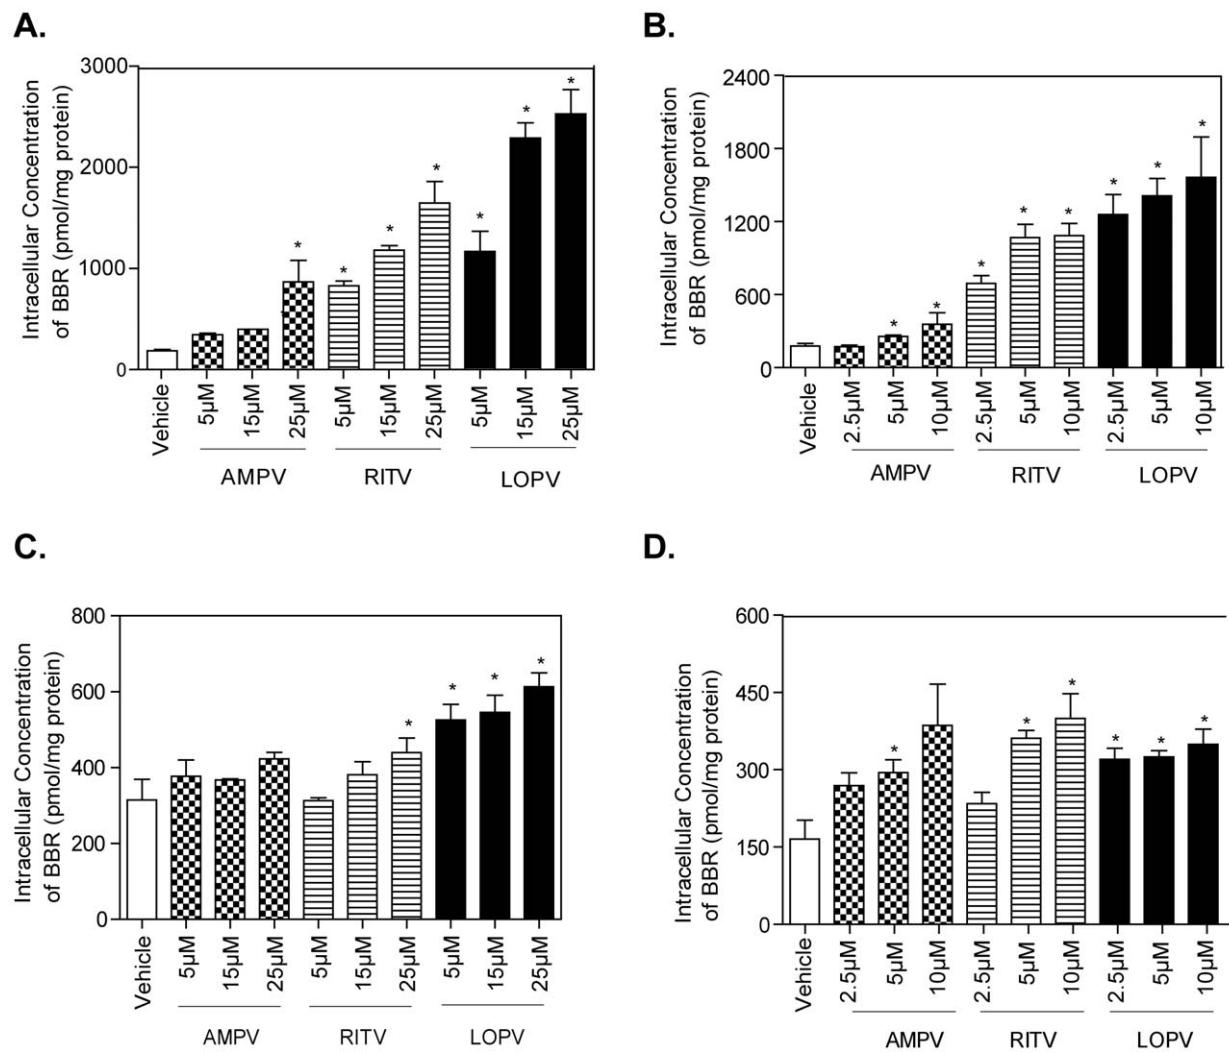 A.
Intracellular Concentration
of BBR (pmol/mg protein)
3000
2000
1000
0
* * * * * * *
Vehicle
5µM
15µM
25µM
5µM
15µM
25µM
5µM
15µM
25µM
AMPV
RITV
LOPV
B.
Intracellular Concentration
of BBR (pmol/mg protein)
2400
1800
1200
600
0
* * * * * * * *
Vehicle
2.5µM
5µM
10µM
2.5µM
5µM
10µM
2.5µM
5µM
10µM
AMPV
RITV
LOPV
C.
Intracellular Concentration
of BBR (pmol/mg protein)
800
600
400
200
0
* * * *
Vehicle
5µM
15µM
25µM
5µM
15µM
25µM
5µM
15µM
25µM
AMPV
RITV
LOPV
D.
Intracellular Concentration
of BBR (pmol/mg protein)
600
450
300
150
0
* * * * * *
Vehicle
2.5µM
5µM
10µM
2.5µM
5µM
10µM
2.5µM
5µM
10µM
AMPV
RITV
LOPV